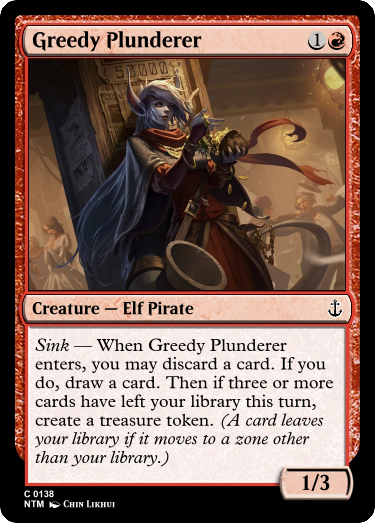 Greedy Plunderer 1
50000
Creature — Elf Pirate
Sink — When Greedy Plunderer
enters, you may discard a card. If you
do, draw a card. Then if three or more
cards have left your library this turn,
create a treasure token. (A card leaves
your library if it moves to a zone other
than your library.)
1/3
C 0138
NTM Chin Likhui